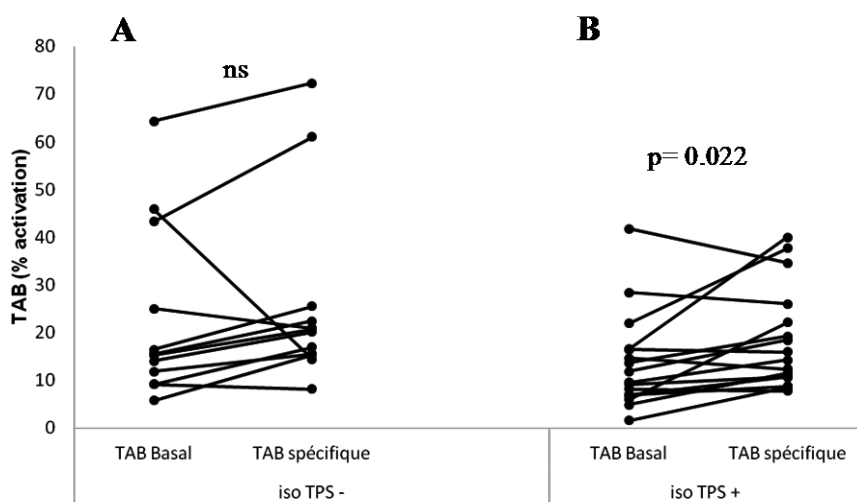 A
B
ns
p= 0.022
TAB (% activation)
80
70
60
50
40
30
20
10
0
TAB Basal
TAB spécifique
TAB Basal
TAB spécifique
iso TPS -
iso TPS +